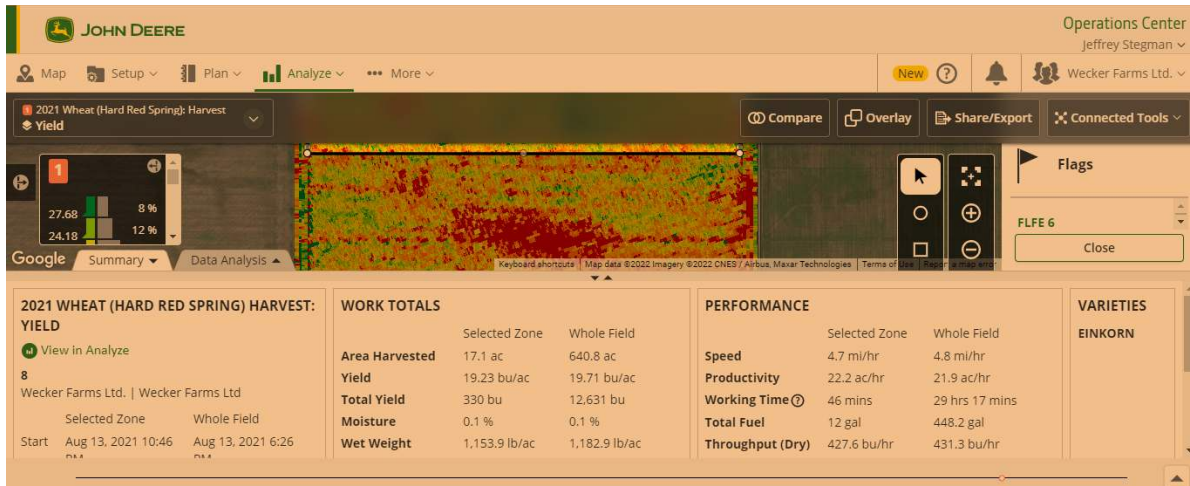 JOHN DEERE
Operations Center
Jeffrey Stegman
Map Setup Plan Analyze More
New ? Wecker Farms Ltd.
1 2021 Wheat (Hard Red Spring): Harvest
Yield
Compare Overlay Share/Export Connected Tools
1
27.68 8 %
24.18 12 %
Flags
FLFE 6
Close
Google Summary Data Analysis
Keyboard shortcuts Map data ©2022 Imagery ©2022 CNES / Airbus, Maxar Technologies Terms of Use Report a map error
2021 WHEAT (HARD RED SPRING) HARVEST:
YIELD
View in Analyze
8
Wecker Farms Ltd. | Wecker Farms Ltd
Selected Zone Whole Field
Start Aug 13, 2021 10:46 Aug 13, 2021 6:26
PM PM
WORK TOTALS
Selected Zone Whole Field
Area Harvested 17.1 ac 640.8 ac
Yield 19.23 bu/ac 19.71 bu/ac
Total Yield 330 bu 12,631 bu
Moisture 0.1 % 0.1 %
Wet Weight 1,153.9 lb/ac 1,182.9 lb/ac
PERFORMANCE
Selected Zone Whole Field
Speed 4.7 mi/hr 4.8 mi/hr
Productivity 22.2 ac/hr 21.9 ac/hr
Working Time ? 46 mins 29 hrs 17 mins
Total Fuel 12 gal 448.2 gal
Throughput (Dry) 427.6 bu/hr 431.3 bu/hr
VARIETIES
EINKORN